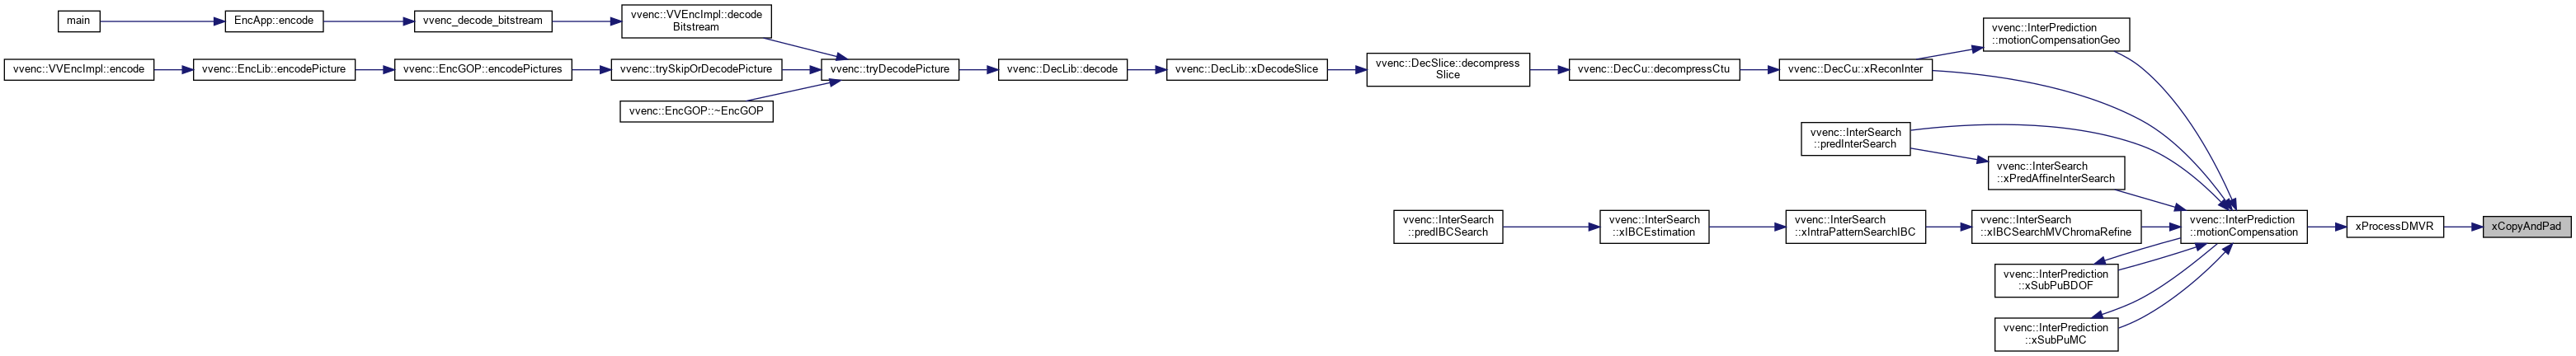 main
EncApp::encode
vvenc_decode_bitstream
vvenc::VVEncImpl::decode
Bitstream
vvenc::VVEncImpl::encode
vvenc::EncLib::encodePicture
vvenc::EncGOP::encodePictures
vvenc::trySkipOrDecodePicture
vvenc::EncGOP::~EncGOP
vvenc::tryDecodePicture
vvenc::DecLib::decode
vvenc::DecLib::xDecodeSlice
vvenc::DecSlice::decompress
Slice
vvenc::DecCu::decompressCtu
vvenc::DecCu::xReconInter
vvenc::InterPrediction
::motionCompensationGeo
vvenc::InterSearch
::predInterSearch
vvenc::InterSearch
::xPredAffineInterSearch
vvenc::InterSearch
::predIBCSearch
vvenc::InterSearch
::xIBCEstimation
vvenc::InterSearch
::xIntraPatternSearchIBC
vvenc::InterSearch
::xIBCSearchMVChromaRefine
vvenc::InterPrediction
::motionCompensation
xProcessDMVR
xCopyAndPad
vvenc::InterPrediction
::xSubPuBDOF
vvenc::InterPrediction
::xSubPuMC